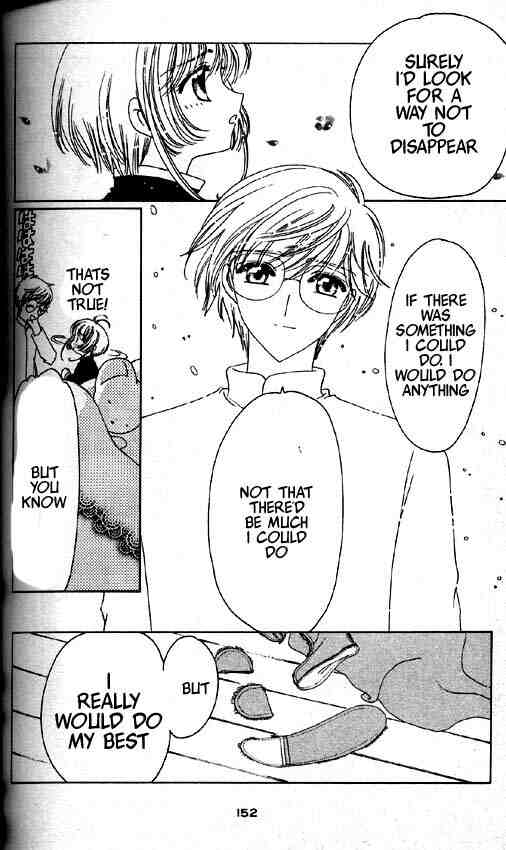 SURELY
I'D LOOK
FOR A
WAY NOT
TO
DISAPPEAR
IF THERE
WAS
SOMETHING
I COULD
DO. I
WOULD DO
ANYTHING
NOT THAT
THERE'D
BE MUCH
I COULD
DO
THATS
NOT
TRUE!
BUT
YOU
KNOW
BUT
I
REALLY
WOULD DO
MY BEST
152